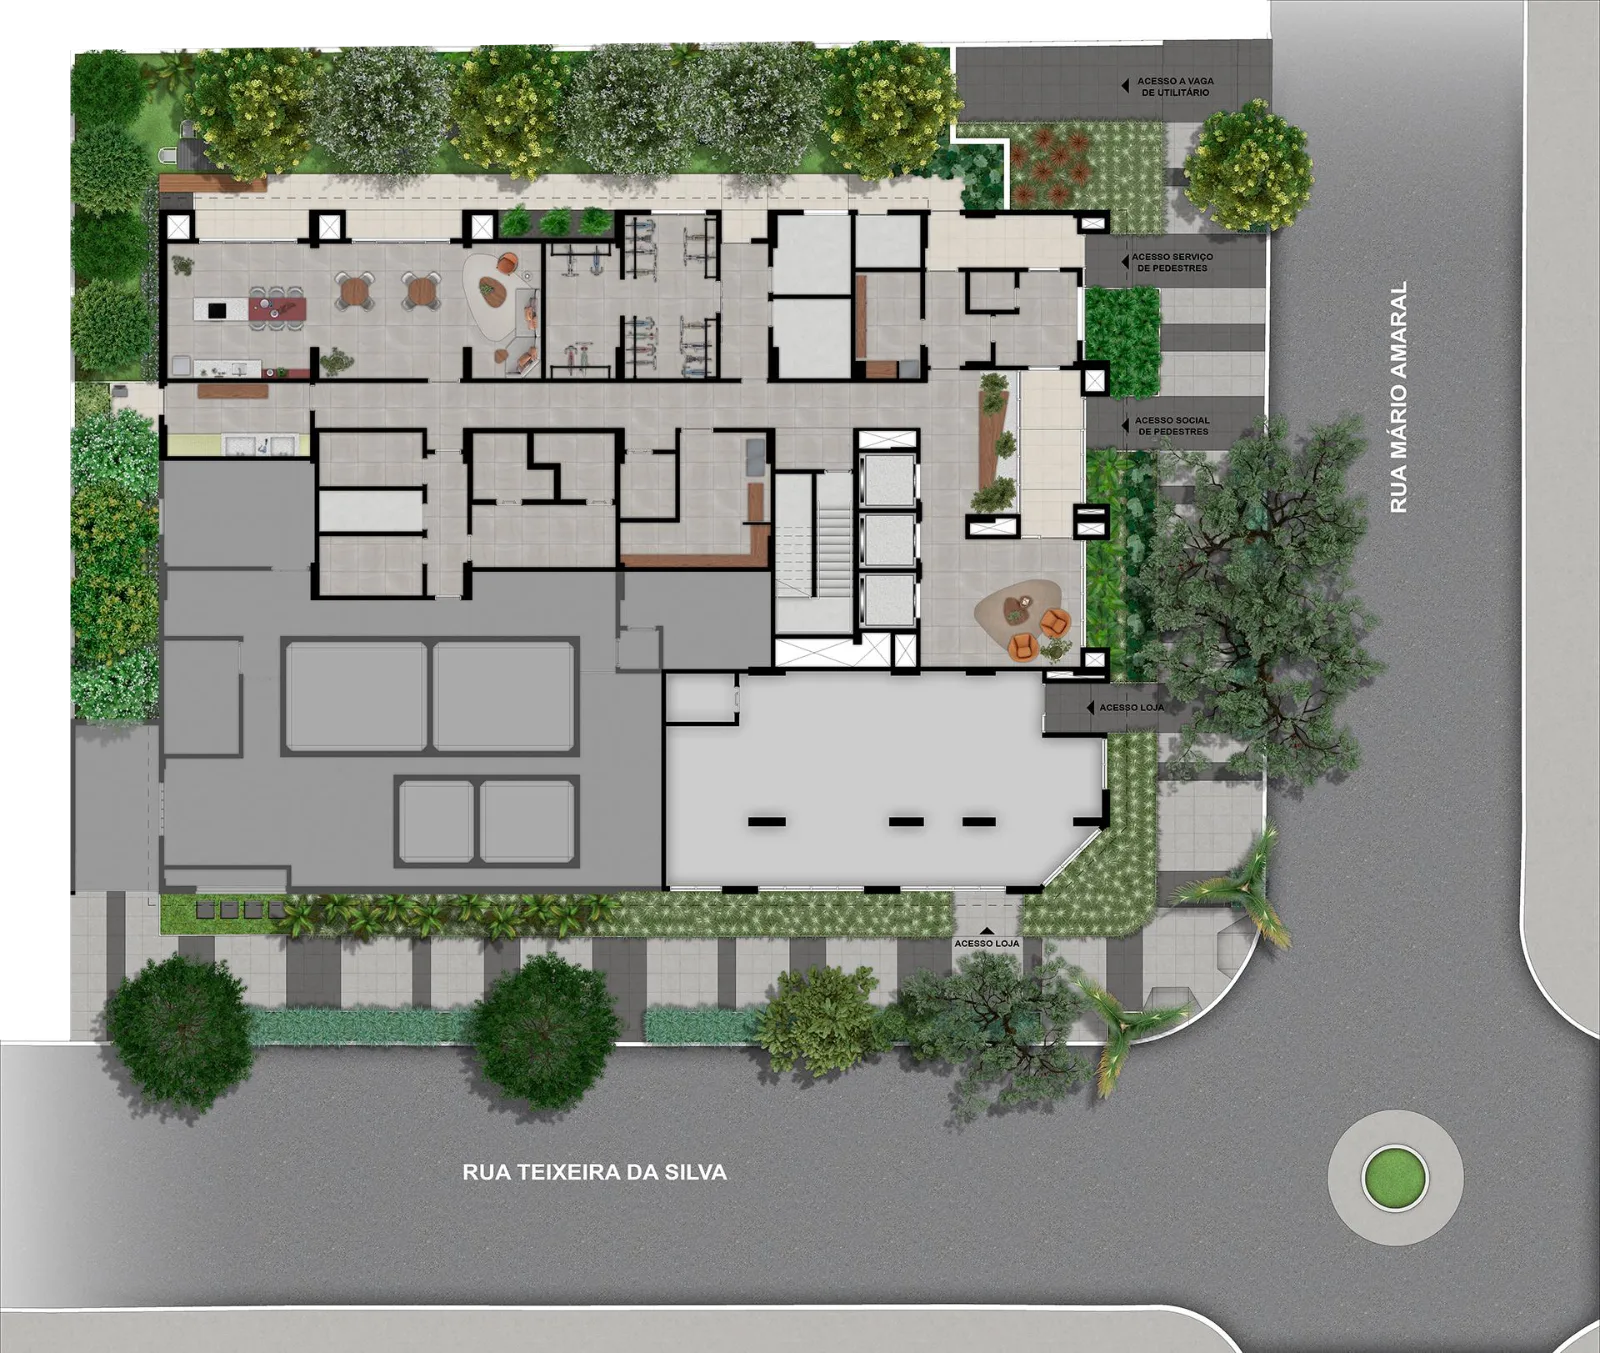 ACESSO A VAGA
DE UTILITÁRIO
ACESSO SERVIÇO
DE PEDESTRES
RUA MÁRIO AMARAL
ACESSO SOCIAL
DE PEDESTRES
ACESSO LOJA
ACESSO LOJA
RUA TEIXEIRA DA SILVA